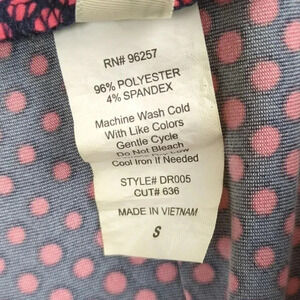 RN# 96257
96% POLYESTER
4% SPANDEX
Machine Wash Cold
With Like Colors
Gentle Cycle
Do Not Bleach
Low
Cool Iron If Needed
STYLE# DR005
CUT# 636
MADE IN VIETNAM
S